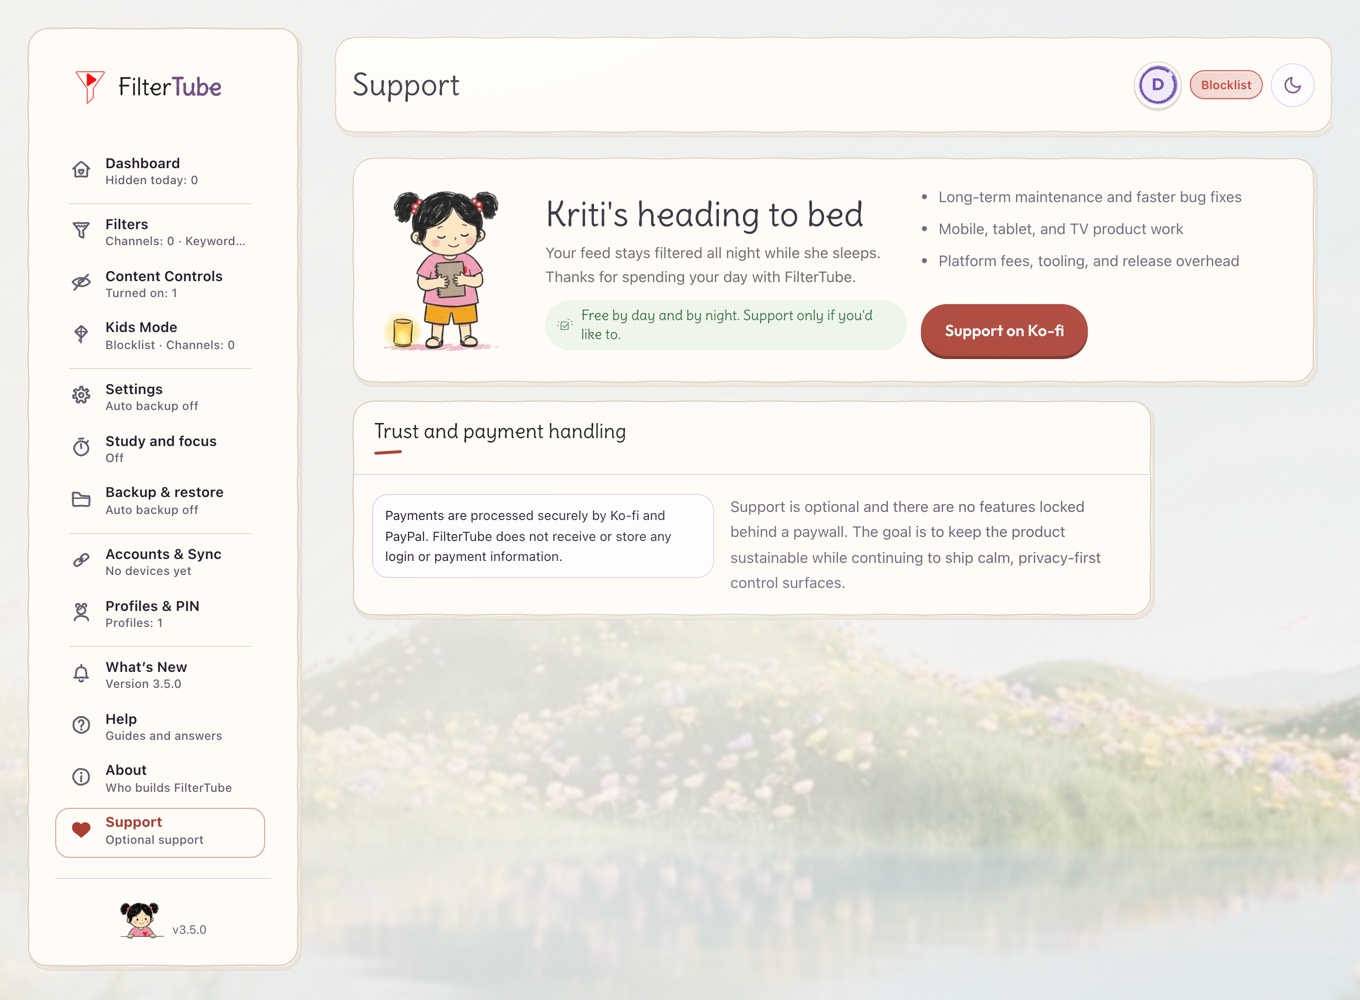 FilterTube
Dashboard
Hidden today: 0
Filters
Channels: 0 · Keyword...
Content Controls
Turned on: 1
Kids Mode
Blocklist · Channels: 0
Settings
Auto backup off
Study and focus
Off
Backup & restore
Auto backup off
Accounts & Sync
No devices yet
Profiles & PIN
Profiles: 1
What's New
Version 3.5.0
Help
Guides and answers
About
Who builds FilterTube
Support
Optional support
v3.5.0
Support
D
Blocklist
Kriti's heading to bed
Your feed stays filtered all night while she sleeps.
Thanks for spending your day with FilterTube.
Free by day and by night. Support only if you'd
like to.
• Long-term maintenance and faster bug fixes
• Mobile, tablet, and TV product work
• Platform fees, tooling, and release overhead
Support on Ko-fi
Trust and payment handling
Payments are processed securely by Ko-fi and
PayPal. FilterTube does not receive or store any
login or payment information.
Support is optional and there are no features locked
behind a paywall. The goal is to keep the product
sustainable while continuing to ship calm, privacy-first
control surfaces.